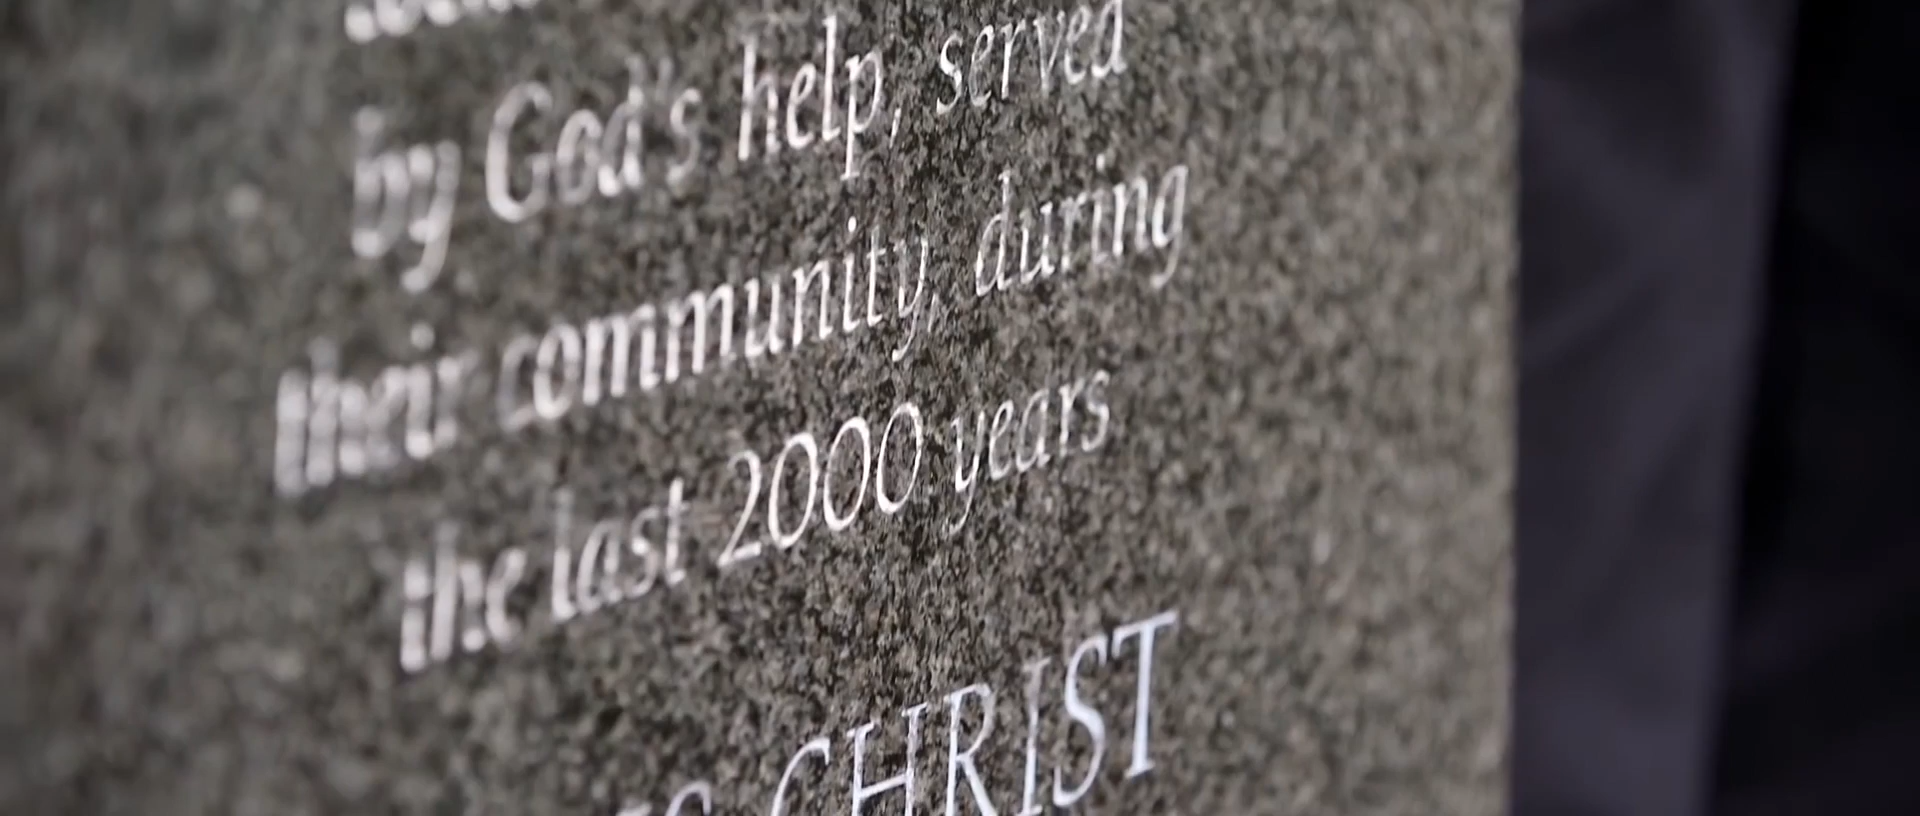 by God's help, served
their community, during
the last 2000 years
CHRIST